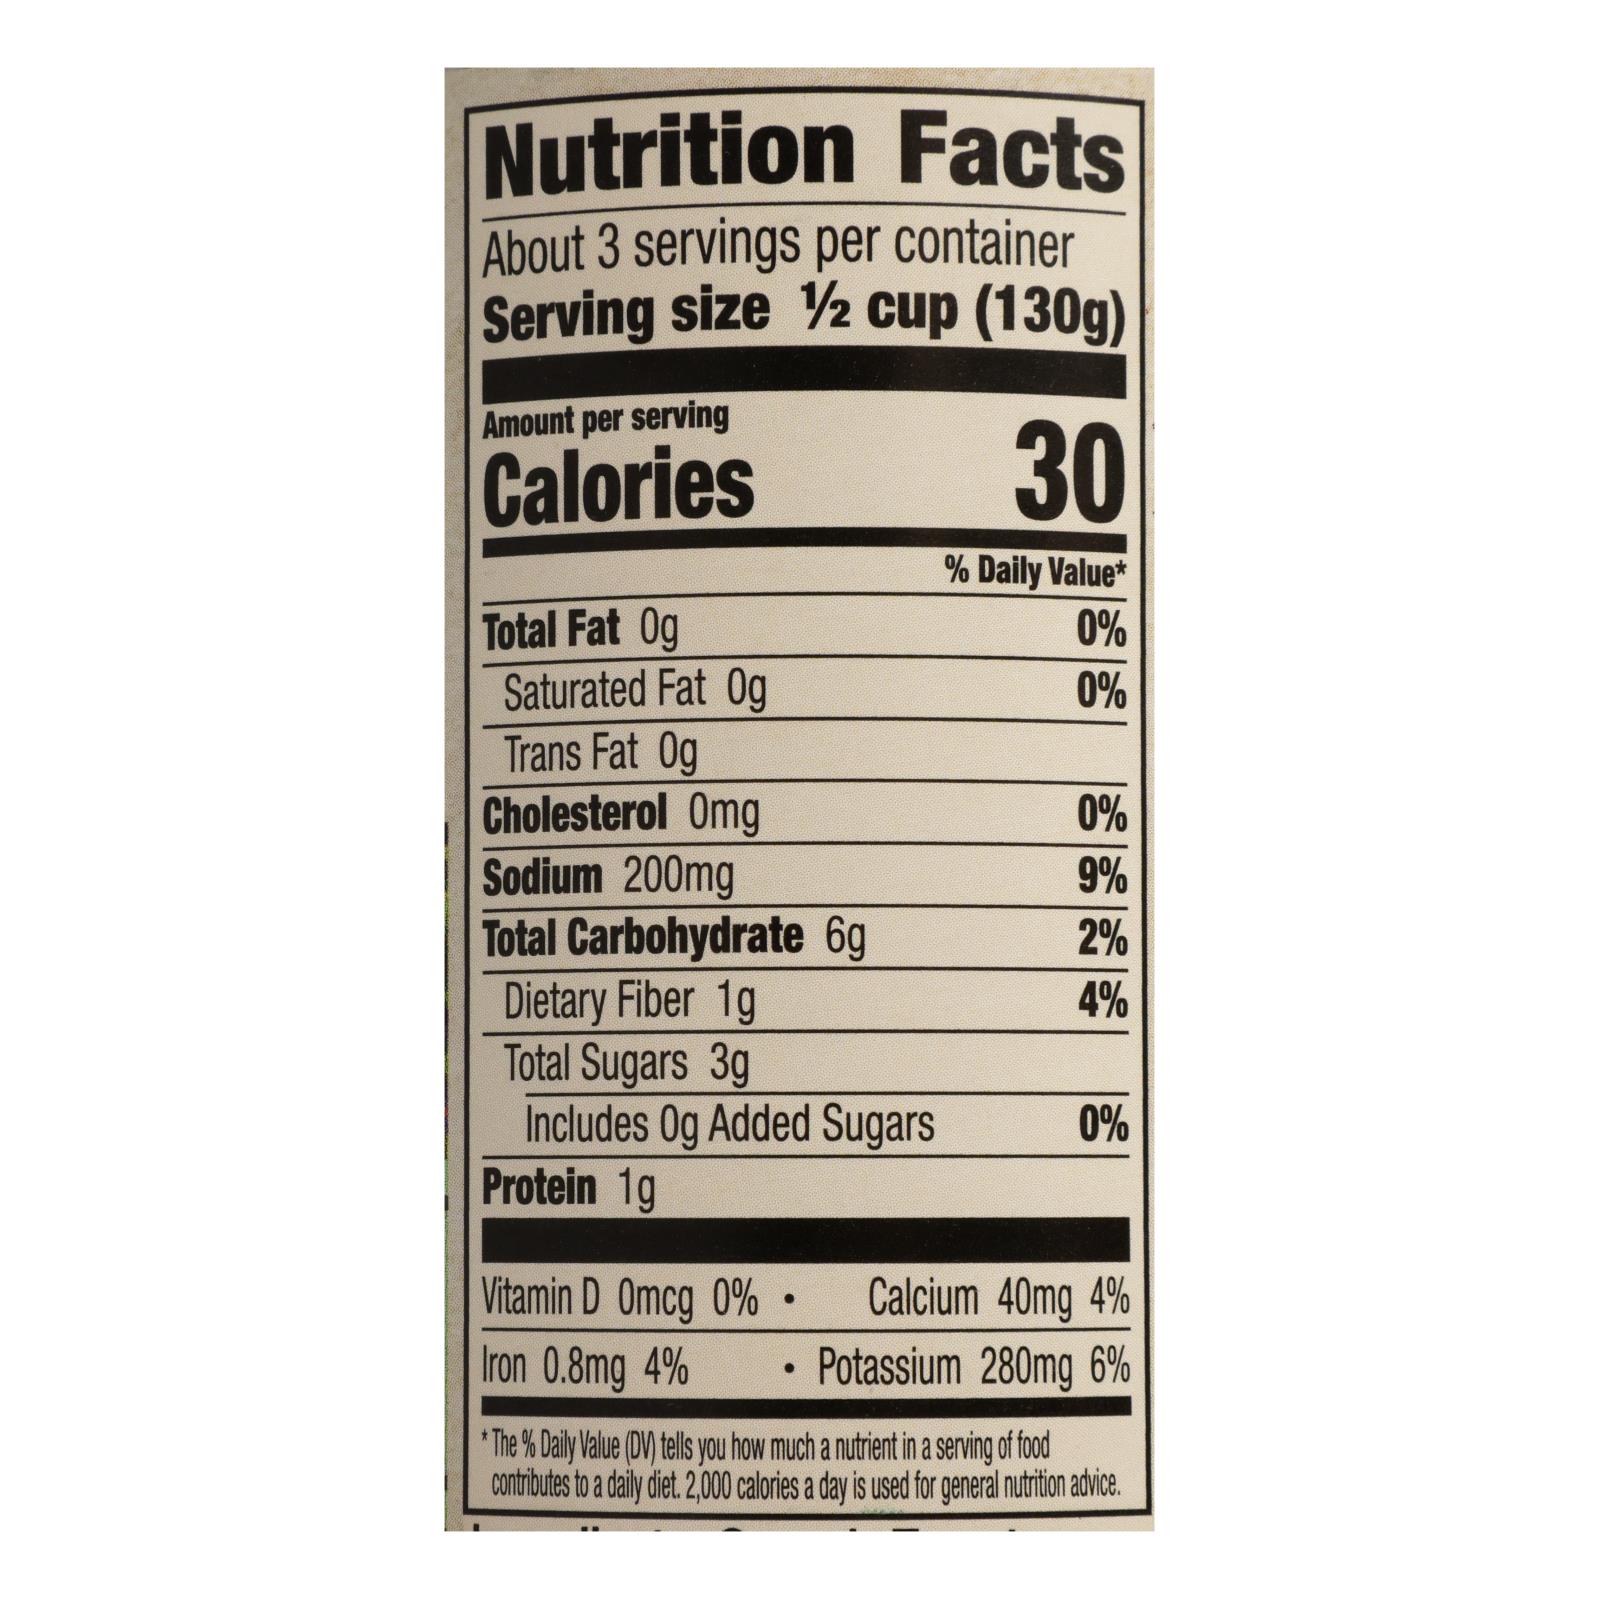 Nutrition Facts
About 3 servings per container
Serving size ½ cup (130g)
Amount per serving
Calories 30
% Daily Value*
Total Fat 0g 0%
Saturated Fat 0g 0%
Trans Fat 0g
Cholesterol 0mg 0%
Sodium 200mg 9%
Total Carbohydrate 6g 2%
Dietary Fiber 1g 4%
Total Sugars 3g
Includes 0g Added Sugars 0%
Protein 1g
Vitamin D 0mcg 0% • Calcium 40mg 4%
Iron 0.8mg 4% • Potassium 280mg 6%
* The % Daily Value (DV) tells you how much a nutrient in a serving of food
contributes to a daily diet. 2,000 calories a day is used for general nutrition advice.